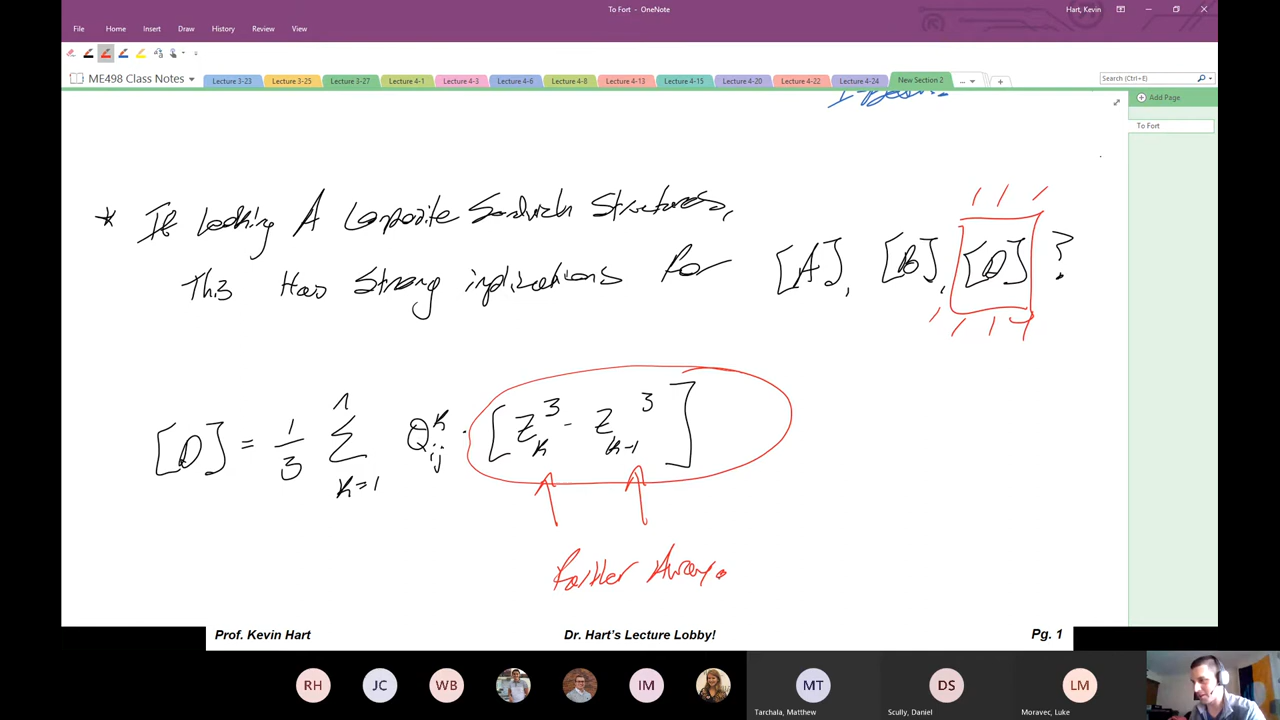 To Fort - OneNote
Hart, Kevin
File Home Insert Draw History Review View
ME498 Class Notes
Lecture 3-23 Lecture 3-25 Lecture 3-27 Lecture 4-1 Lecture 4-3 Lecture 4-6 Lecture 4-8 Lecture 4-13 Lecture 4-15 Lecture 4-20 Lecture 4-22 Lecture 4-24 New Section 2 ...
Search (Ctrl+E)
Add Page
To Fort
I-Beam.
* If Looking A Composite Sandwich Structures,
This Has Strong implications For [A], [B], [D] ?
[D] = 1/3 Σ Q_ij^k · [Z_k^3 - Z_k-1^3]
k=1
Farther Away.
Prof. Kevin Hart
Dr. Hart's Lecture Lobby!
Pg. 1
RH JC WB IM MT DS LM
Tarchala, Matthew
Scully, Daniel
Moravec, Luke